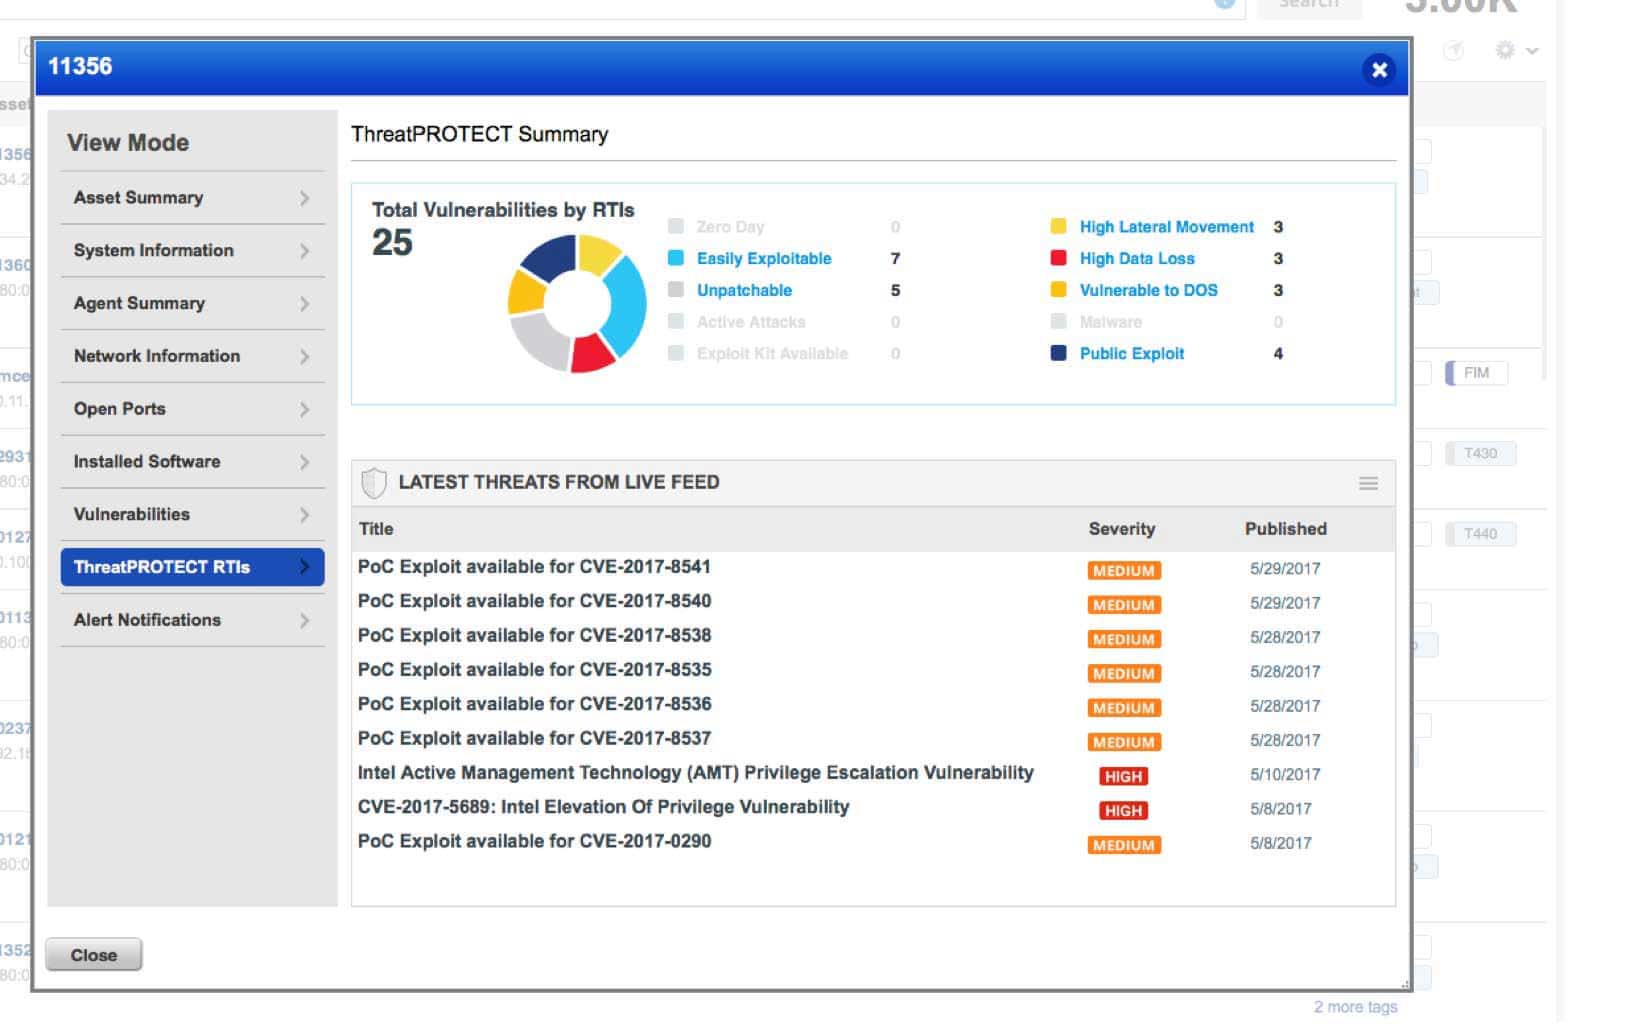 Search
5.00K
11356
View Mode
Asset Summary
System Information
Agent Summary
Network Information
Open Ports
Installed Software
Vulnerabilities
ThreatPROTECT RTIs
Alert Notifications
ThreatPROTECT Summary
Total Vulnerabilities by RTIs
25
Zero Day 0
Easily Exploitable 7
Unpatchable 5
Active Attacks 0
Exploit Kit Available 0
High Lateral Movement 3
High Data Loss 3
Vulnerable to DOS 3
Malware 0
Public Exploit 4
LATEST THREATS FROM LIVE FEED
Title Severity Published
PoC Exploit available for CVE-2017-8541 MEDIUM 5/29/2017
PoC Exploit available for CVE-2017-8540 MEDIUM 5/29/2017
PoC Exploit available for CVE-2017-8538 MEDIUM 5/28/2017
PoC Exploit available for CVE-2017-8535 MEDIUM 5/28/2017
PoC Exploit available for CVE-2017-8536 MEDIUM 5/28/2017
PoC Exploit available for CVE-2017-8537 MEDIUM 5/28/2017
Intel Active Management Technology (AMT) Privilege Escalation Vulnerability HIGH 5/10/2017
CVE-2017-5689: Intel Elevation Of Privilege Vulnerability HIGH 5/8/2017
PoC Exploit available for CVE-2017-0290 MEDIUM 5/8/2017
Close
FIM
T430
T440
2 more tags